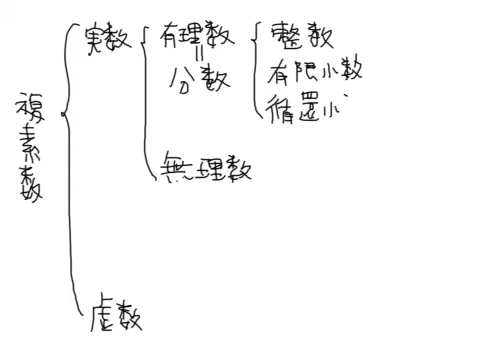 複素数
実数
有理数
=
分数
整数
有限小数
循環小
無理数
虚数